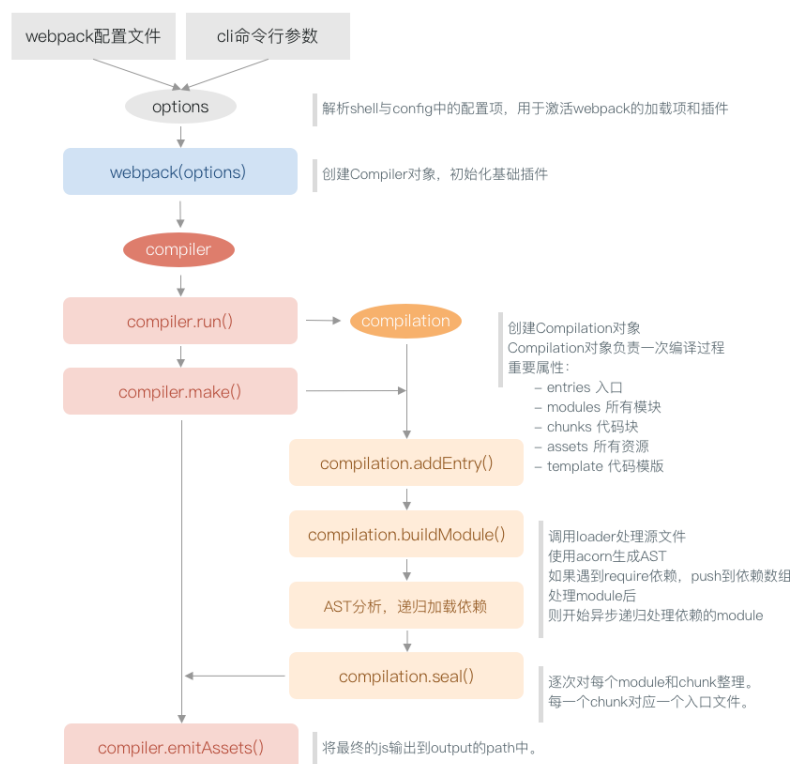 webpack配置文件
cli命令行参数
options
解析shell与config中的配置项，用于激活webpack的加载项和插件
webpack(options)
创建Compiler对象，初始化基础插件
compiler
compiler.run()
compilation
创建Compilation对象
Compilation对象负责一次编译过程
重要属性：
– entries 入口
– modules 所有模块
– chunks 代码块
– assets 所有资源
– template 代码模版
compiler.make()
compilation.addEntry()
compilation.buildModule()
调用loader处理源文件
使用acorn生成AST
如果遇到require依赖，push到依赖数组
处理module后
则开始异步递归处理依赖的module
AST分析，递归加载依赖
compilation.seal()
逐次对每个module和chunk整理。
每一个chunk对应一个入口文件。
compiler.emitAssets()
将最终的js输出到output的path中。